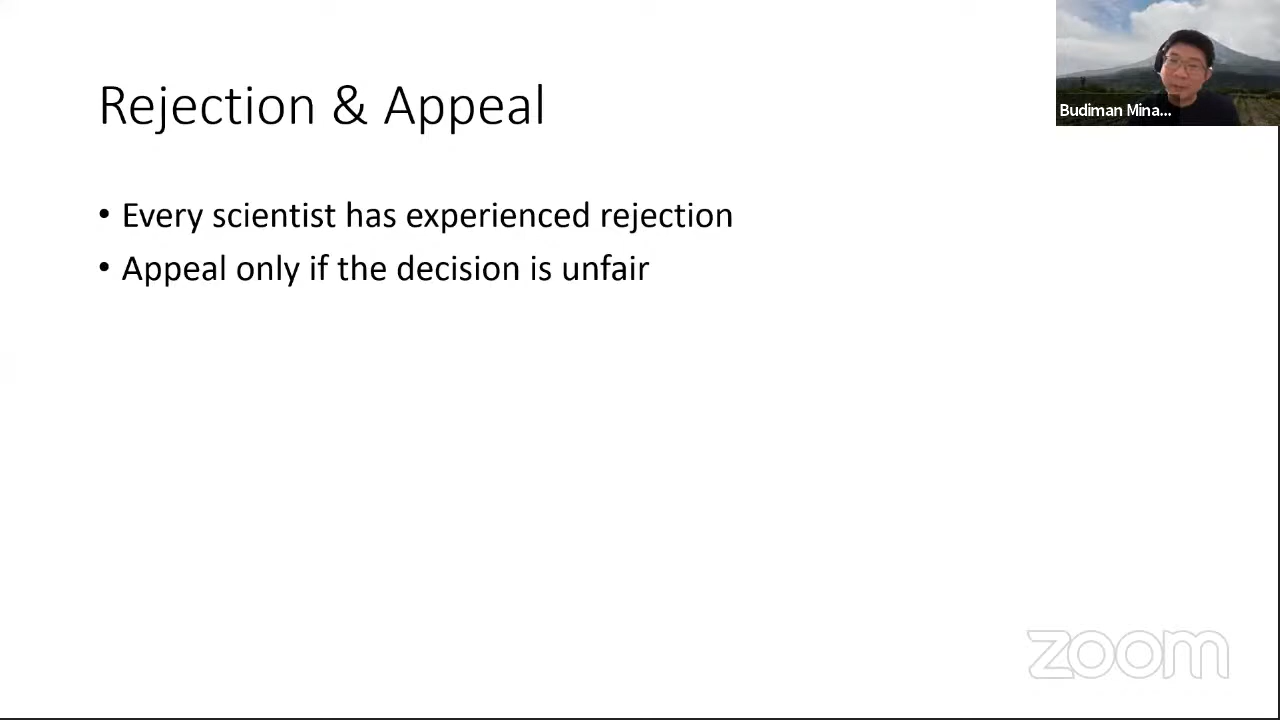 Rejection & Appeal
Budiman Mina...
• Every scientist has experienced rejection
• Appeal only if the decision is unfair
zoom